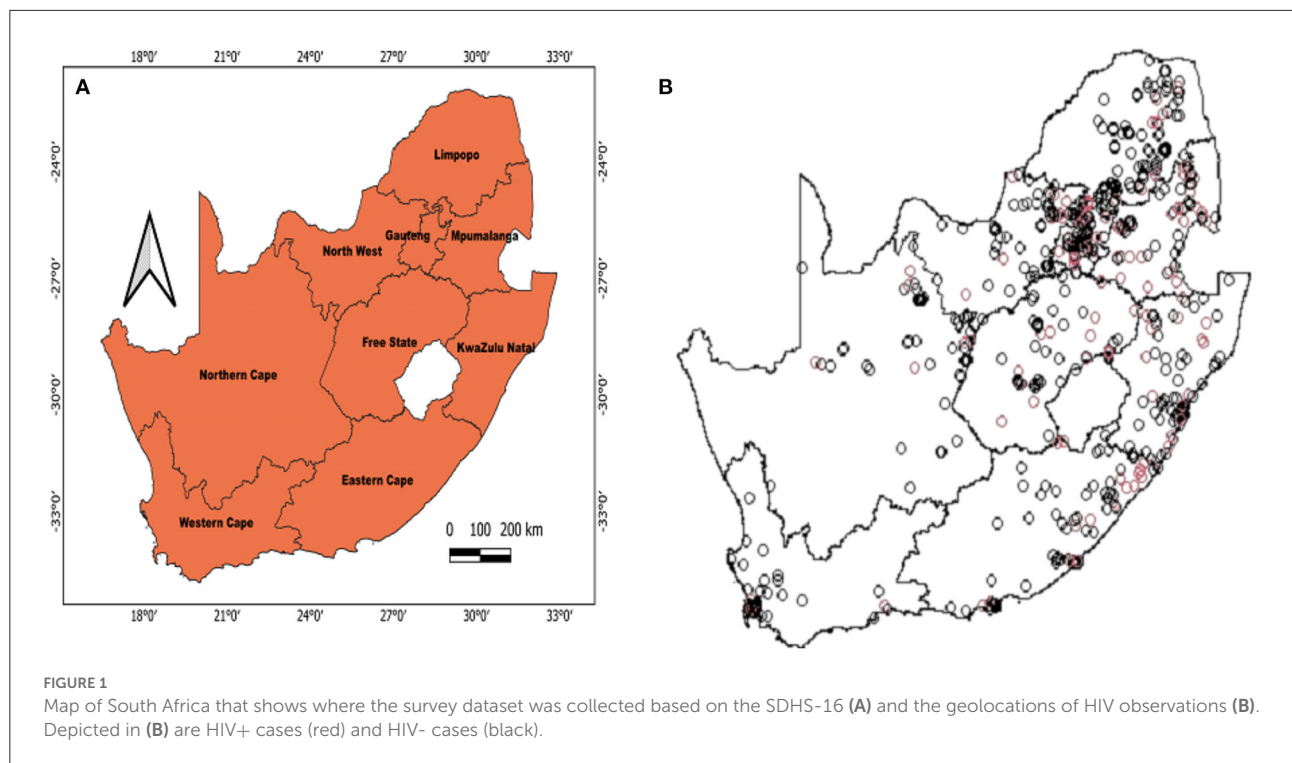 A
18°0′ 21°0′ 24°0′ 27°0′ 30°0′ 33°0′
-24°0′
-27°0′
-30°0′
-33°0′
Limpopo
Gauteng
North West
Mpumalanga
Free State
KwaZulu Natal
Northern Cape
Eastern Cape
Western Cape
0 100 200 km
-24°0′
-27°0′
-30°0′
-33°0′
18°0′ 21°0′ 24°0′ 27°0′ 30°0′ 33°0′
B
FIGURE 1
Map of South Africa that shows where the survey dataset was collected based on the SDHS-16 (A) and the geolocations of HIV observations (B).
Depicted in (B) are HIV+ cases (red) and HIV- cases (black).